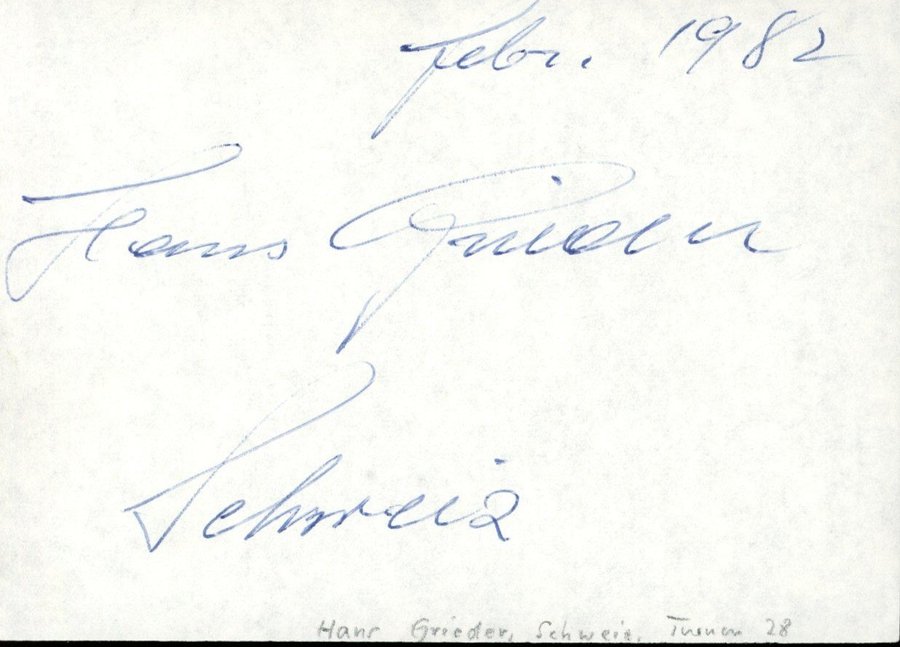 Febr. 1982
Hans Grieder
Schweiz
Hans Grieder, Schweiz, Turnen 28